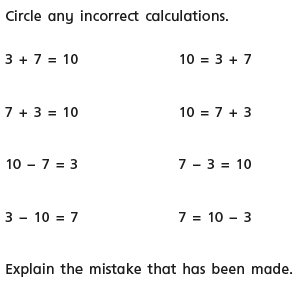 Circle any incorrect calculations.
3 + 7 = 10    10 = 3 + 7
7 + 3 = 10    10 = 7 + 3
10 – 7 = 3    7 – 3 = 10
3 – 10 = 7    7 = 10 – 3
Explain the mistake that has been made.